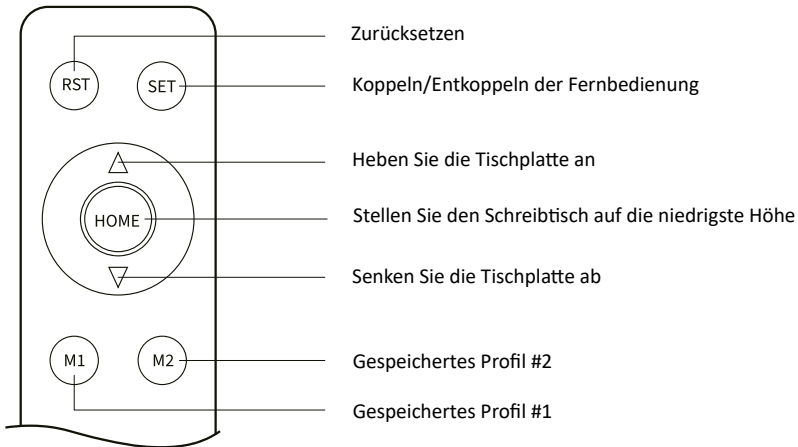 RST
SET
HOME
M1
M2
Zurücksetzen
Koppeln/Entkoppeln der Fernbedienung
Heben Sie die Tischplatte an
Stellen Sie den Schreibtisch auf die niedrigste Höhe
Senken Sie die Tischplatte ab
Gespeichertes Profil #2
Gespeichertes Profil #1